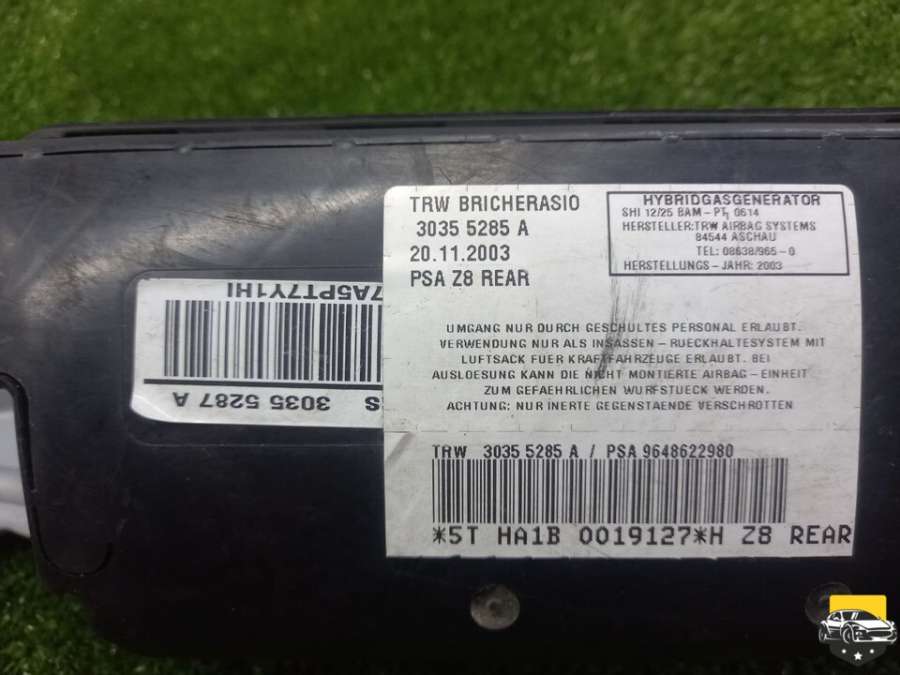 TRW BRICHERASIO
3035 5285 A
20.11.2003
PSA Z8 REAR
HYBRIDGASGENERATOR
SHI 12/25 BAM-PT1 0614
HERSTELLER:TRW AIRBAG SYSTEMS
84544 ASCHAU
TEL: 08638/965-0
HERSTELLUNGS-JAHR: 2003
UMGANG NUR DURCH GESCHULTES PERSONAL ERLAUBT.
VERWENDUNG NUR ALS INSASSEN-RUECKHALTESYSTEM MIT
LUFTSACK FUER KRAFTFAHRZEUGE ERLAUBT. BEI
AUSLOESUNG KANN DIE NICHT MONTIERTE AIRBAG-EINHEIT
ZUM GEFAEHRLICHEN WURFSTUECK WERDEN.
ACHTUNG: NUR INERTE GEGENSTAENDE VERSCHROTTEN
TRW 3035 5285 A / PSA 9648622980
*5T HA1B 0019127*H Z8 REAR
S 3035 5287 A
7A5PT7Y1HI